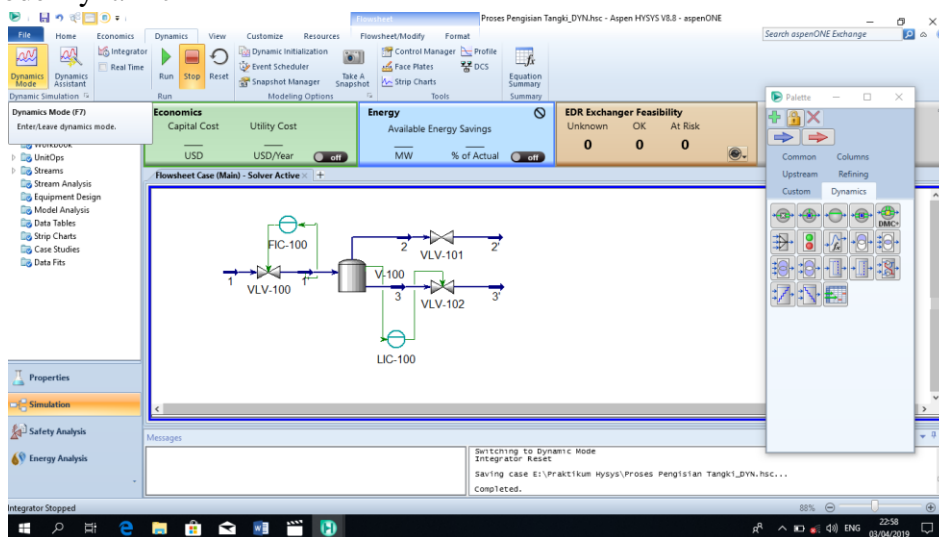 Flowsheet
Proses Pengisian Tangki_DYN.hsc - Aspen HYSYS V8.8 - aspenONE
File Home Economics Dynamics View Customize Resources Flowsheet/Modify Format
Search aspenONE Exchange
Dynamics Mode
Dynamics Assistant
Integrator
Real Time
Run Stop Reset
Dynamic Initialization
Event Scheduler
Snapshot Manager
Take A Snapshot
Control Manager
Profile
Face Plates
DCS
Strip Charts
Equation Summary
Dynamic Simulation
Run
Modeling Options
Tools
Summary
Dynamics Mode (F7)
Enter/Leave dynamics mode.
Economics
Capital Cost Utility Cost
USD USD/Year off
Energy
Available Energy Savings
MW % of Actual off
EDR Exchanger Feasibility
Unknown OK At Risk
0 0 0
UnitOps
Streams
Stream Analysis
Equipment Design
Model Analysis
Data Tables
Strip Charts
Case Studies
Data Fits
Flowsheet Case (Main) - Solver Active
FIC-100
2
VLV-101
2'
1
VLV-100
1'
V-100
3
VLV-102
3'
LIC-100
Palette
Common Columns
Upstream Refining
Custom Dynamics
DMC+
Properties
Simulation
Safety Analysis
Energy Analysis
Messages
Switching to Dynamic Mode
Integrator Reset
Saving case E:\Praktikum Hysys\Proses Pengisian Tangki_DYN.hsc...
Completed.
Integrator Stopped
88%
ENG
22:58
03/04/2019